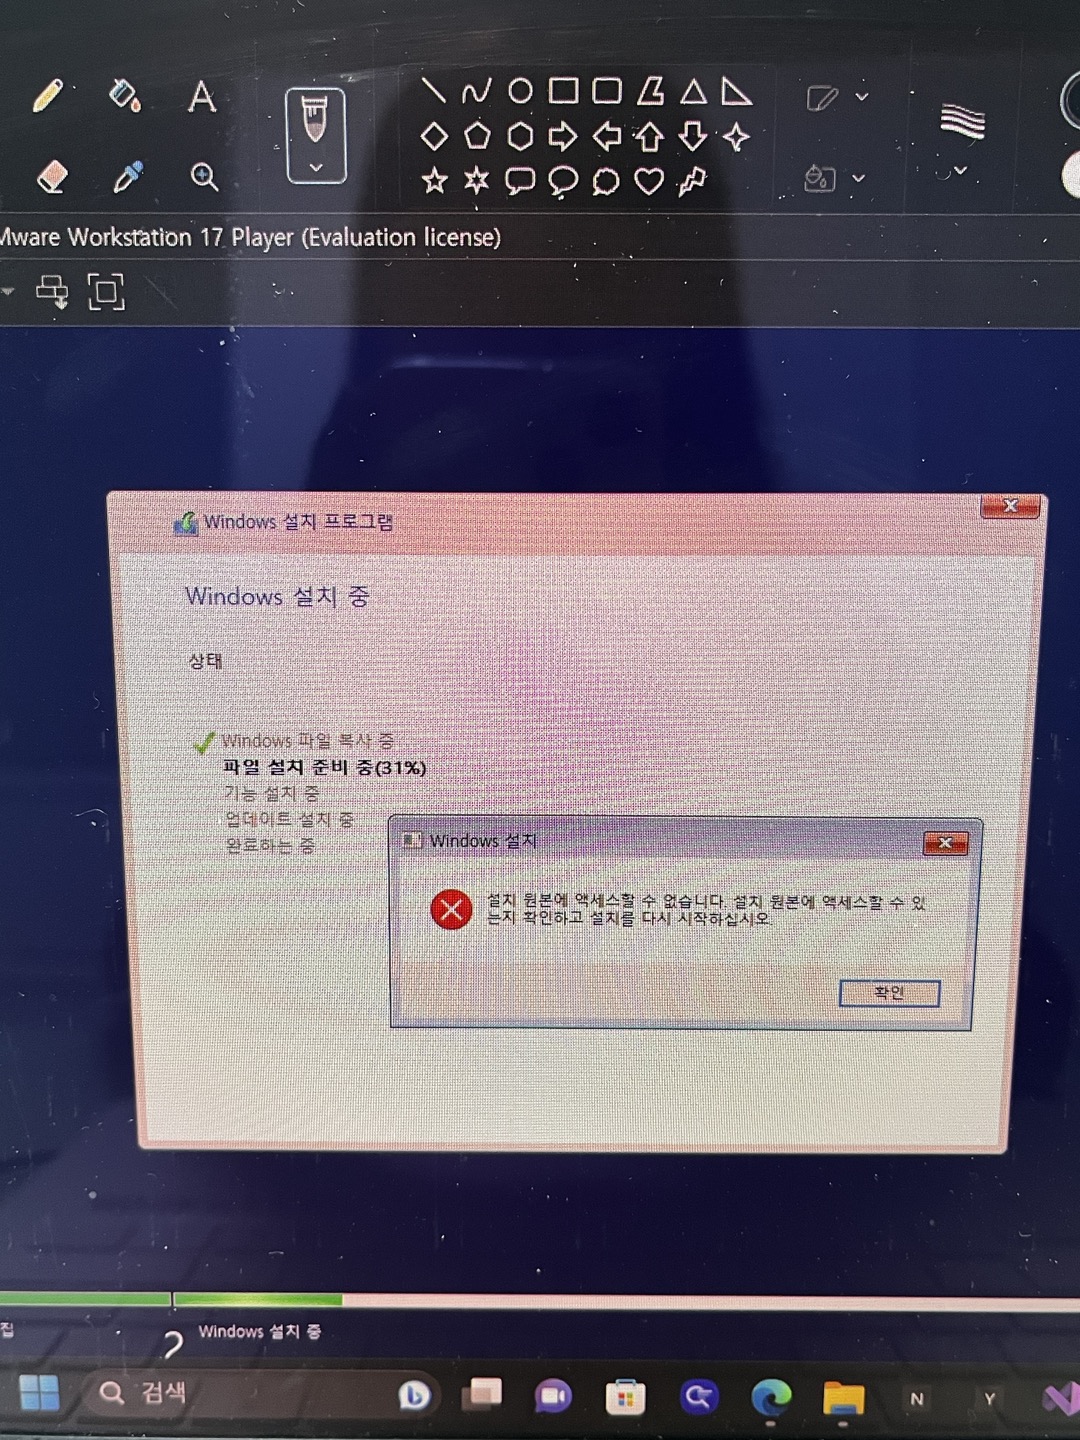 A
Mware Workstation 17 Player (Evaluation license)
Windows 설치 프로그램
Windows 설치 중
상태
Windows 파일 복사 중
파일 설치 준비 중(31%)
기능 설치 중
업데이트 설치 중
완료하는 중
Windows 설치
설치 원본에 액세스할 수 없습니다. 설치 원본에 액세스할 수 있
는지 확인하고 설치를 다시 시작하십시오.
확인
집
2
Windows 설치 중
검색
N
Y